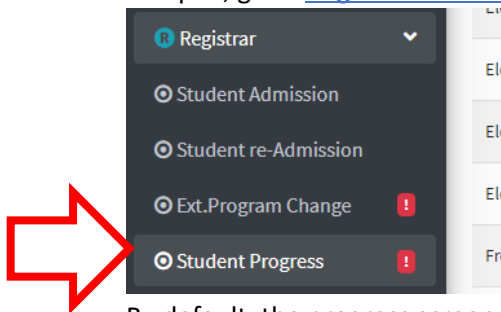 R Registrar
Student Admission
Student re-Admission
Ext.Program Change !
Student Progress !